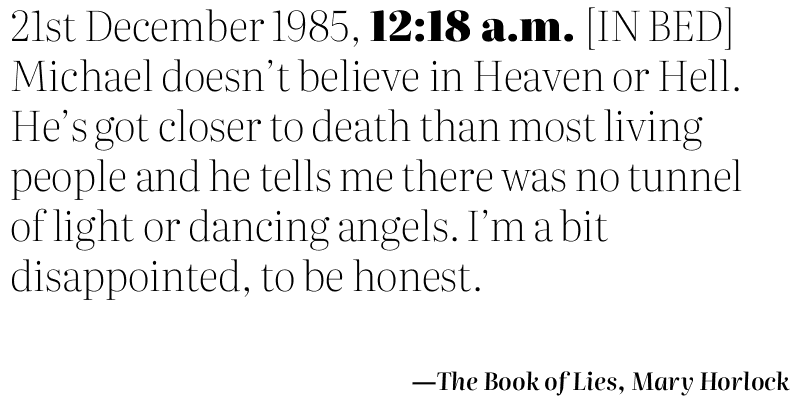 21st December 1985, 12:18 a.m. [IN BED]
Michael doesn’t believe in Heaven or Hell.
He’s got closer to death than most living
people and he tells me there was no tunnel
of light or dancing angels. I’m a bit
disappointed, to be honest.
—The Book of Lies, Mary Horlock